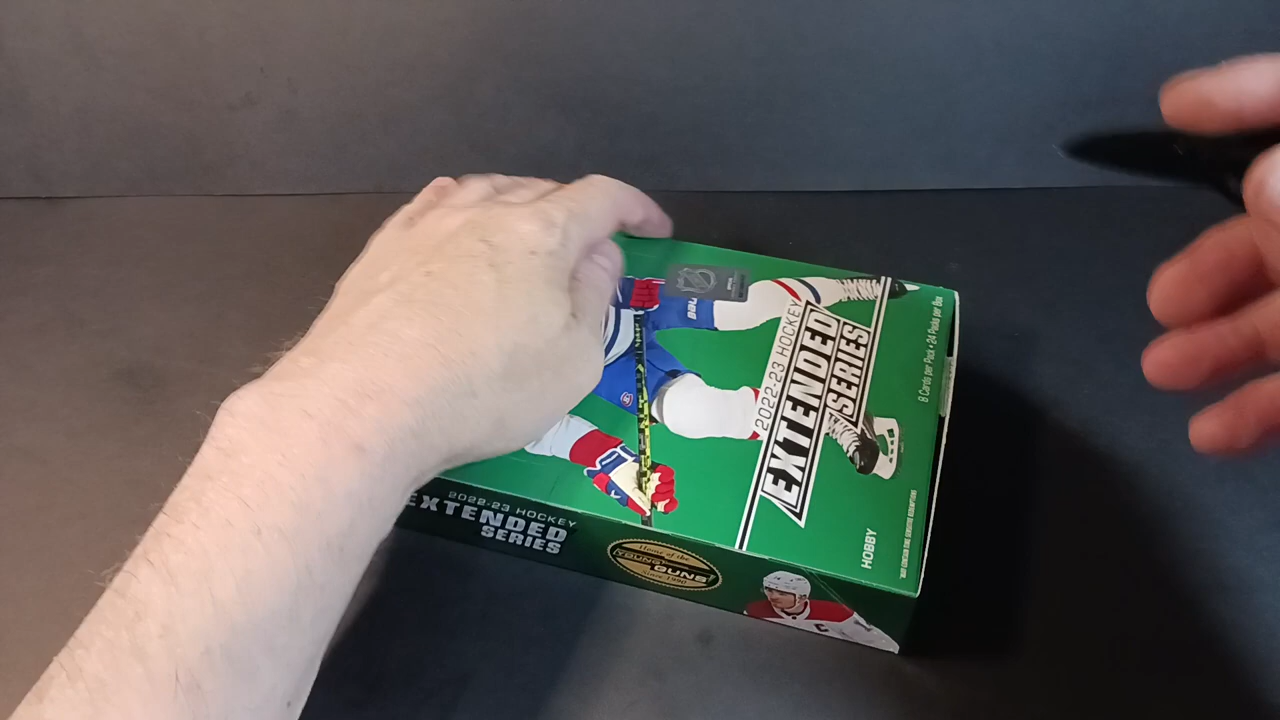 2022-23 HOCKEY
EXTENDED
SERIES
8 Cards per Pack • 24 Packs per Box
HOBBY
2022-23 HOCKEY
EXTENDED
SERIES
Home of the
YOUNG GUNS
Since 1990
C